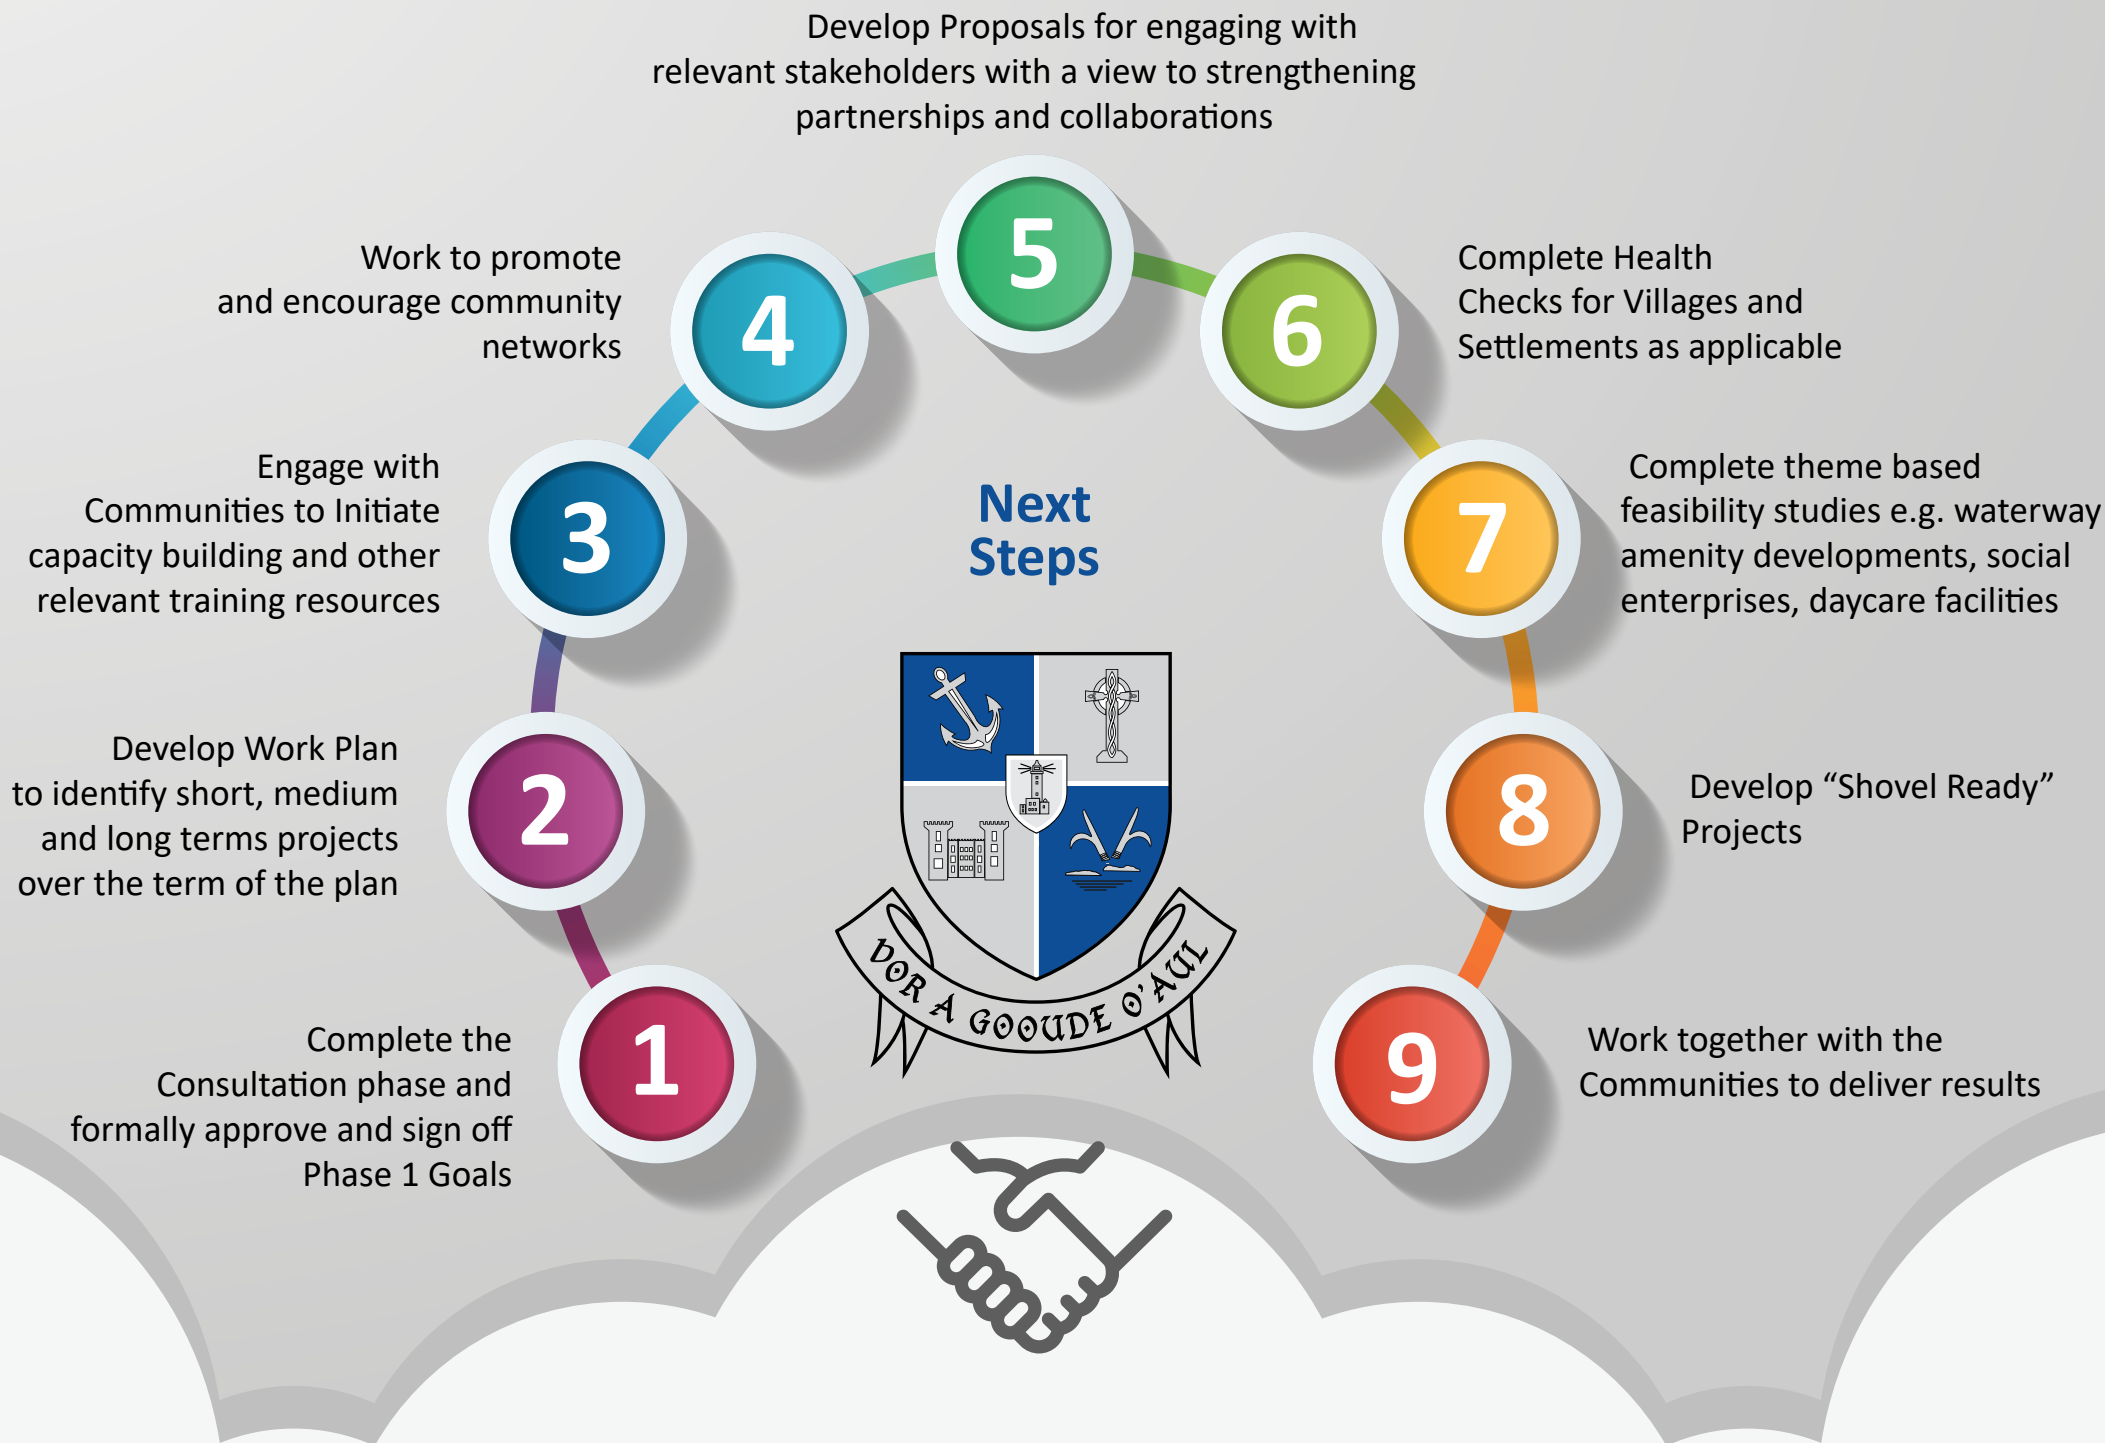 Next
Steps
1
Complete the
Consultation phase and
formally approve and sign off
Phase 1 Goals
2
Develop Work Plan
to identify short, medium
and long terms projects
over the term of the plan
3
Engage with
Communities to Initiate
capacity building and other
relevant training resources
4
Work to promote
and encourage community
networks
5
Develop Proposals for engaging with
relevant stakeholders with a view to strengthening
partnerships and collaborations
6
Complete Health
Checks for Villages and
Settlements as applicable
7
Complete theme based
feasibility studies e.g. waterway
amenity developments, social
enterprises, daycare facilities
8
Develop “Shovel Ready”
Projects
9
Work together with the
Communities to deliver results
VOR A GOOUDE O'AUL